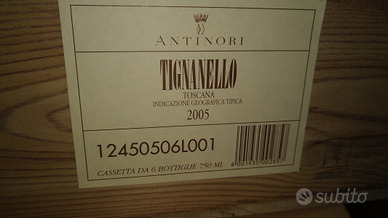 ANTINORI
TIGNANELLO
TOSCANA
INDICAZIONE GEOGRAFICA TIPICA
2005
12450506L001
CASSETTA DA 6 BOTTIGLIE 750 ML
subito